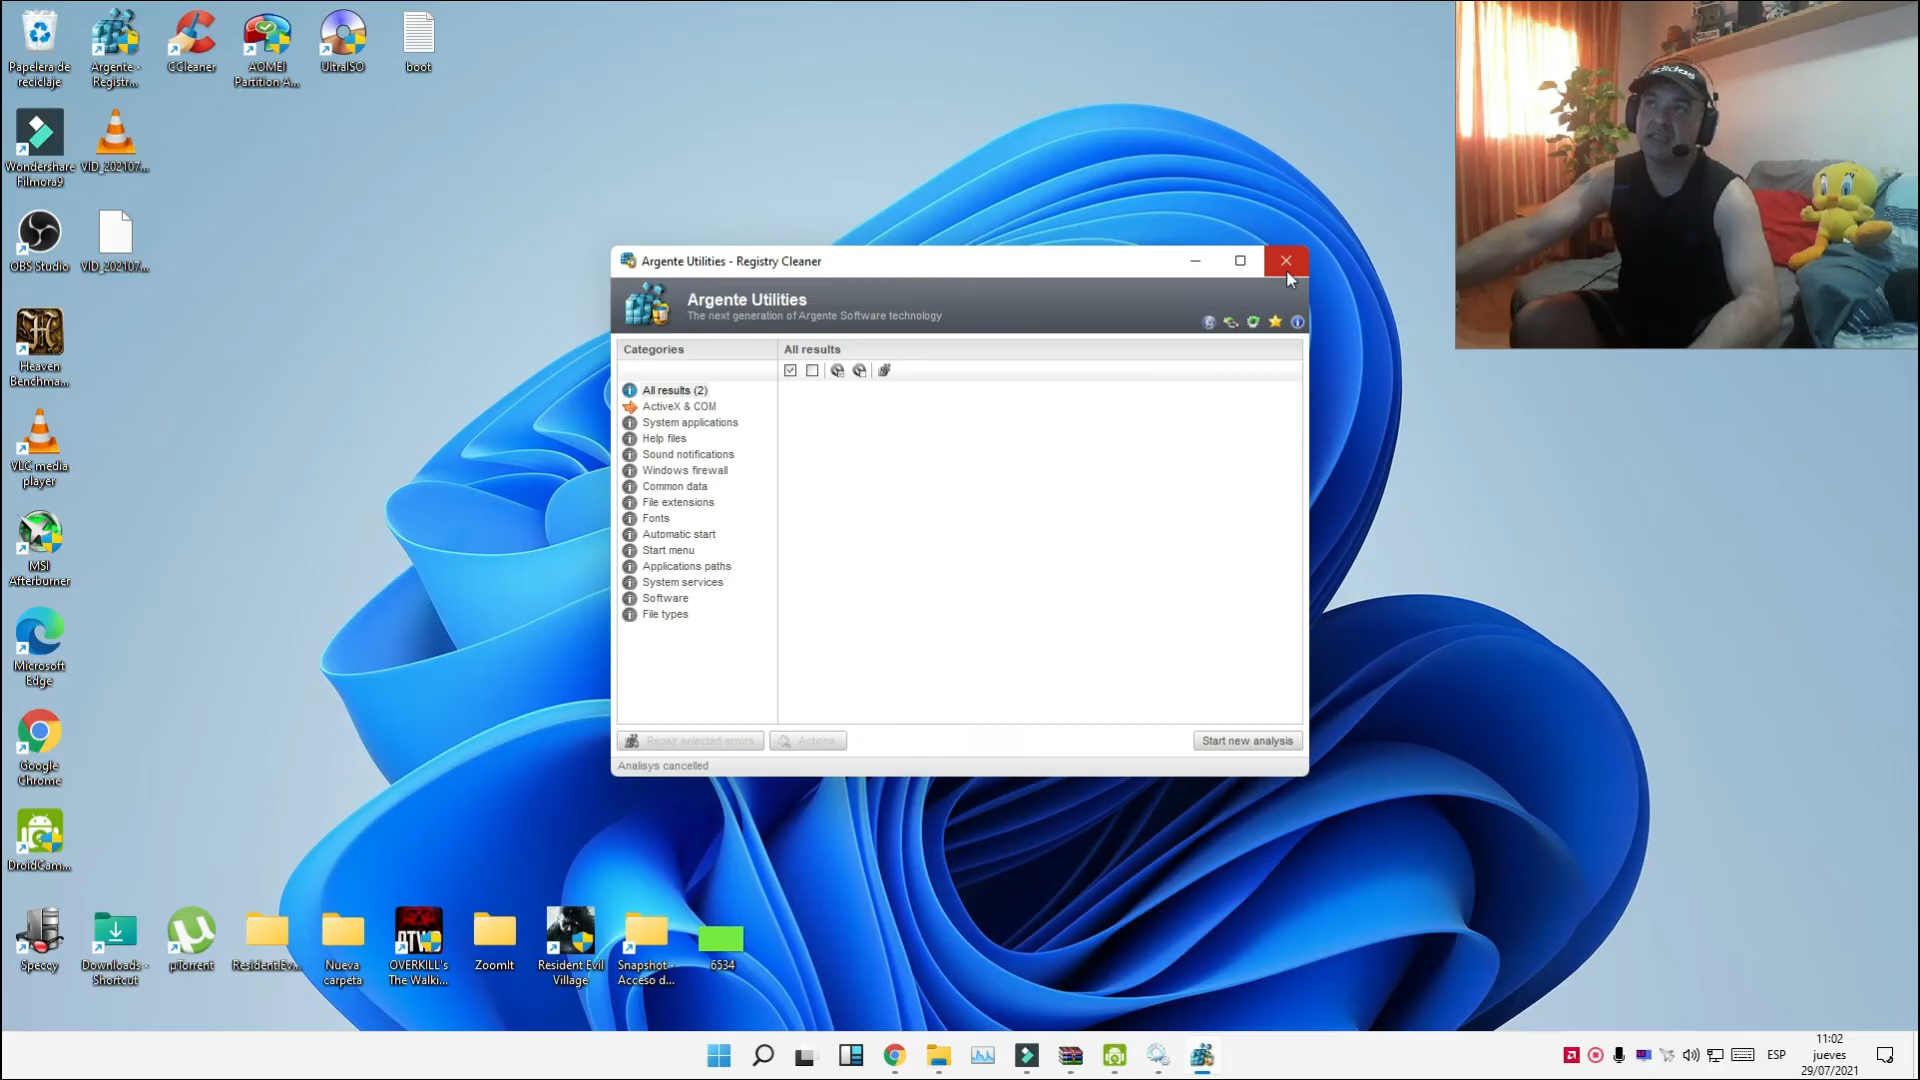 Papelera de
reciclaje
Argente -
Registr...
CCleaner
AOMEI
Partition A...
UltraISO
boot
Wondershare
Filmora9
VID_202107...
OBS Studio
VID_202107...
Heaven
Benchma...
VLC media
player
MSI
Afterburner
Microsoft
Edge
Google
Chrome
DroidCam...
Speccy
Downloads -
Shortcut
µTorrent
Resident Ev...
Nueva
carpeta
OVERKILL's
The Walki...
ZoomIt
Resident Evil
Village
Snapshot -
Acceso d...
6534
adidas
Argente Utilities - Registry Cleaner
Argente Utilities
The next generation of Argente Software technology
Categories
All results
All results (2)
ActiveX & COM
System applications
Help files
Sound notifications
Windows firewall
Common data
File extensions
Fonts
Automatic start
Start menu
Applications paths
System services
Software
File types
Repair selected errors
Actions
Start new analysis
Analisys cancelled
ESP
11:02
jueves
29/07/2021